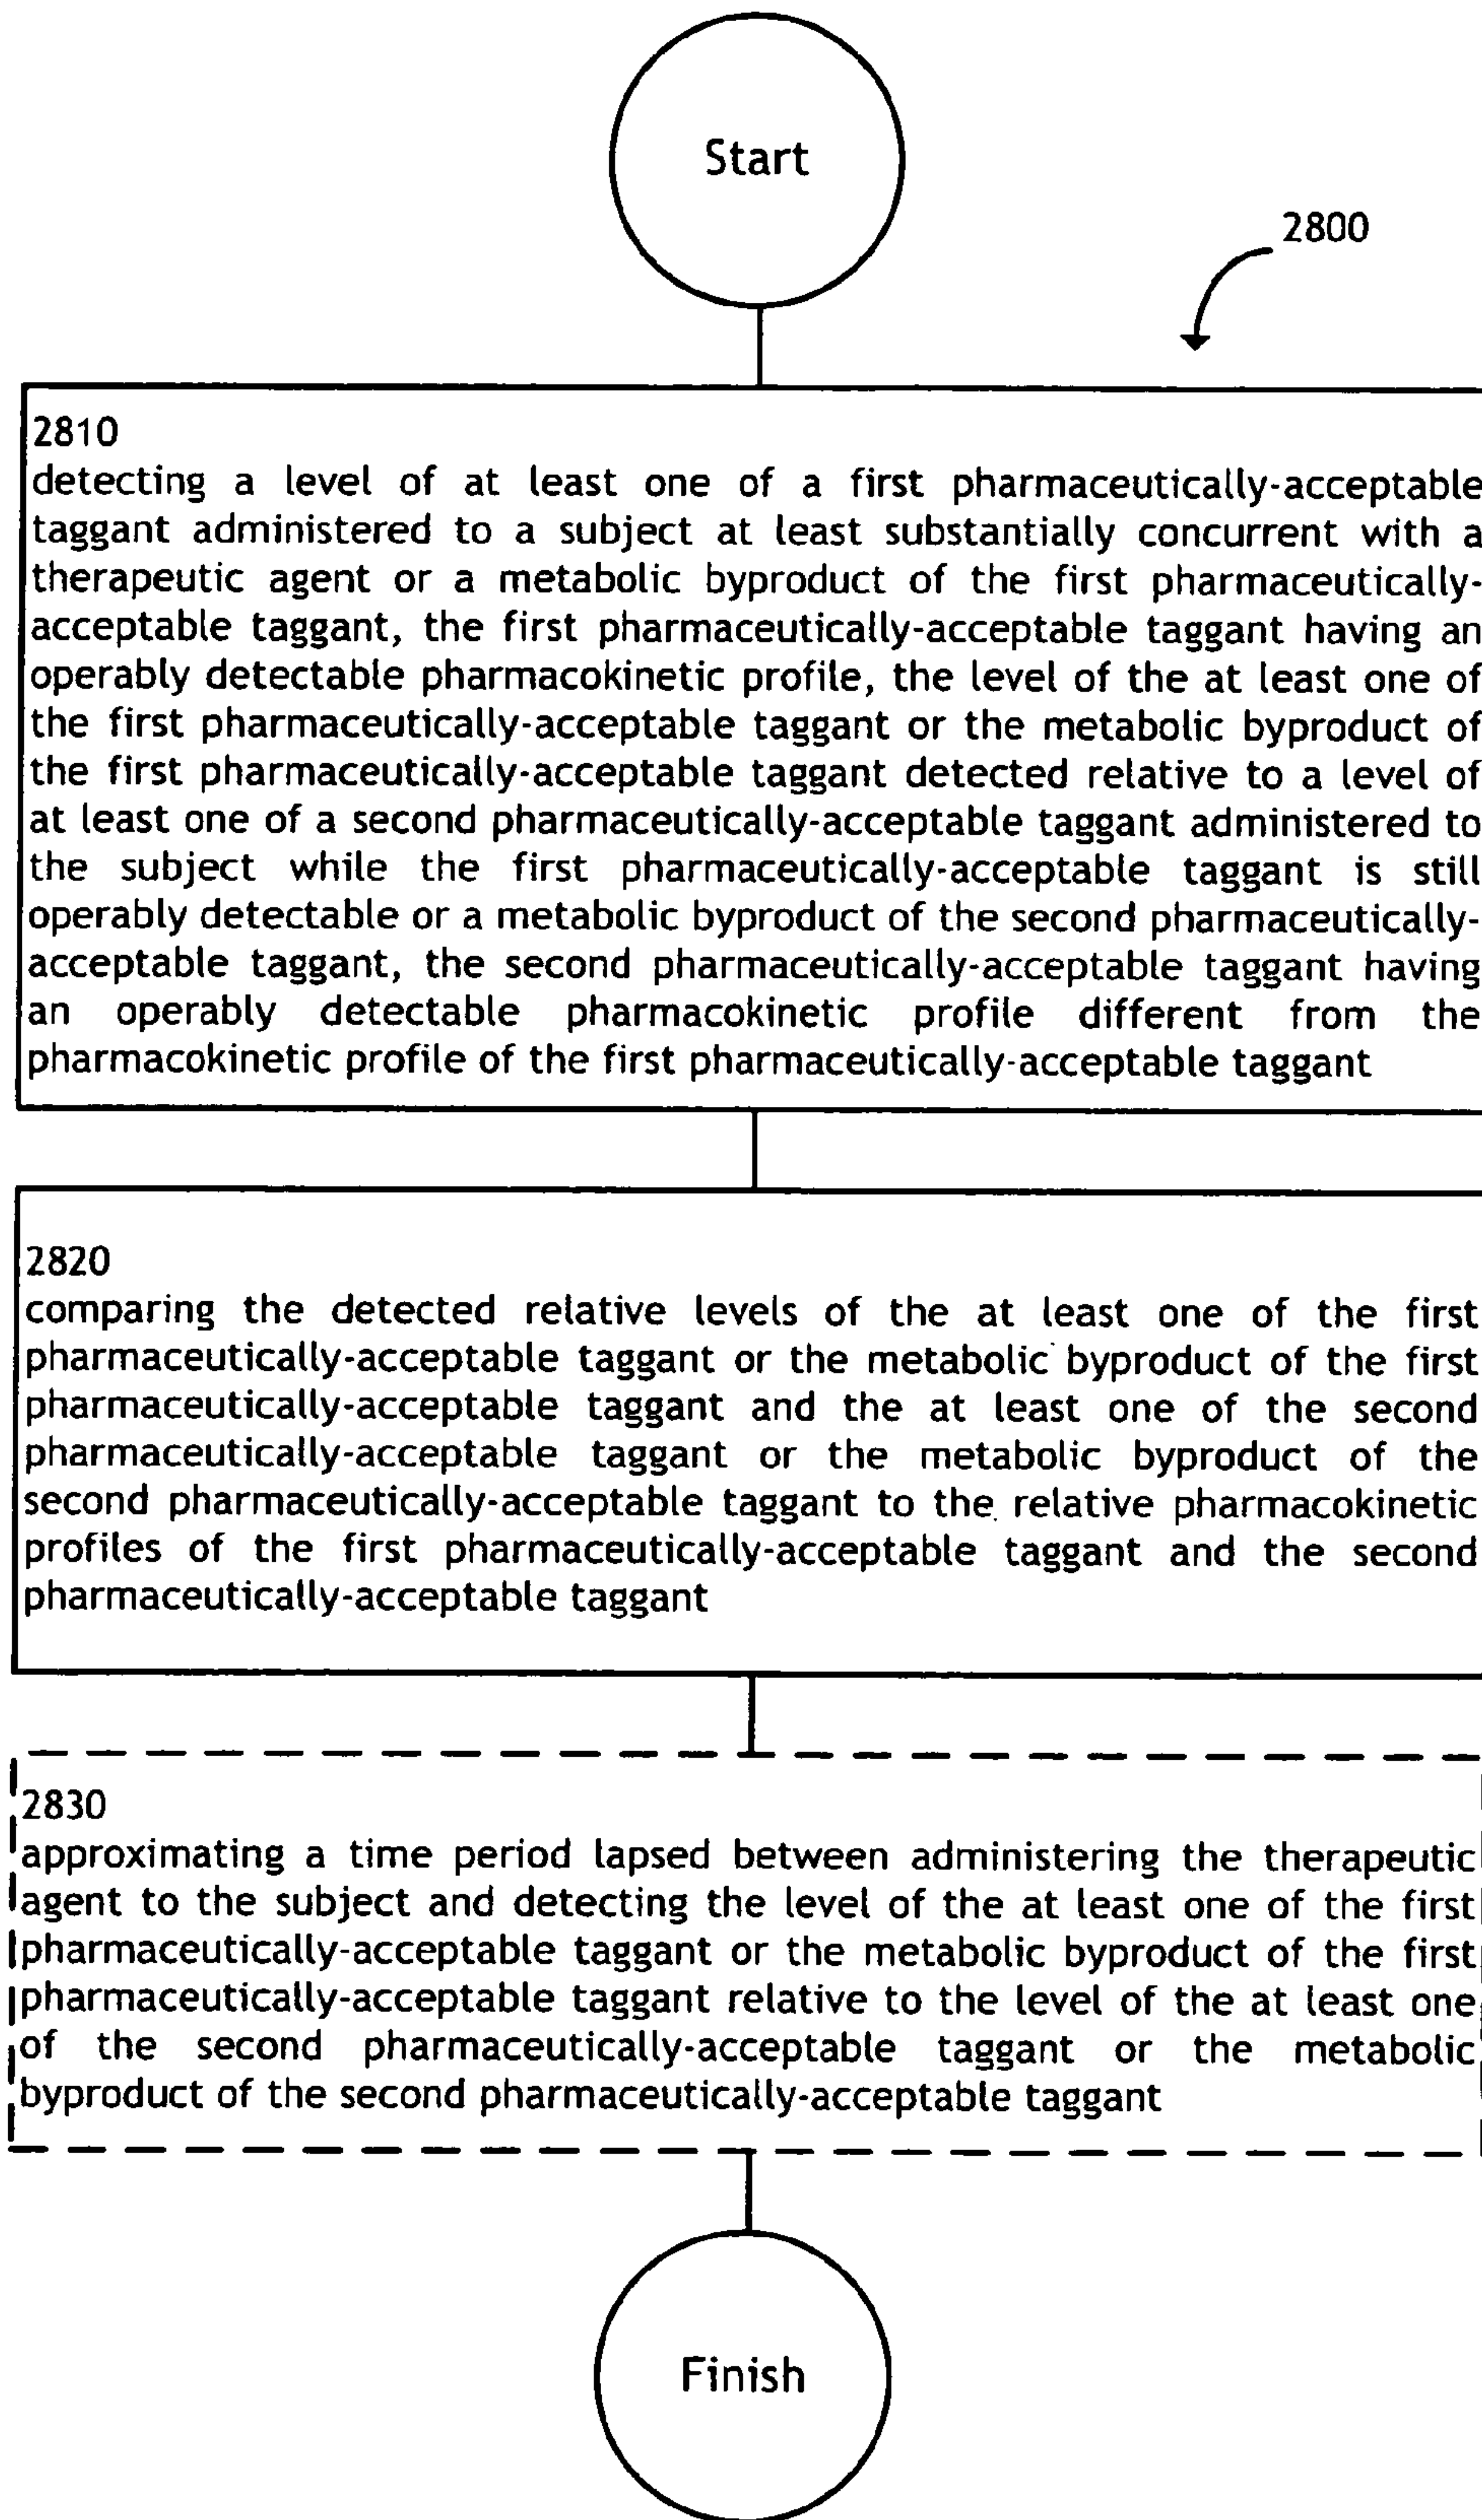 Start
2800
2810
detecting a level of at least one of a first pharmaceutically-acceptable
taggant administered to a subject at least substantially concurrent with a
therapeutic agent or a metabolic byproduct of the first pharmaceutically-
acceptable taggant, the first pharmaceutically-acceptable taggant having an
operably detectable pharmacokinetic profile, the level of the at least one of
the first pharmaceutically-acceptable taggant or the metabolic byproduct of
the first pharmaceutically-acceptable taggant detected relative to a level of
at least one of a second pharmaceutically-acceptable taggant administered to
the subject while the first pharmaceutically-acceptable taggant is still
operably detectable or a metabolic byproduct of the second pharmaceutically-
acceptable taggant, the second pharmaceutically-acceptable taggant having
an operably detectable pharmacokinetic profile different from the
pharmacokinetic profile of the first pharmaceutically-acceptable taggant
2820
comparing the detected relative levels of the at least one of the first
pharmaceutically-acceptable taggant or the metabolic byproduct of the first
pharmaceutically-acceptable taggant and the at least one of the second
pharmaceutically-acceptable taggant or the metabolic byproduct of the
second pharmaceutically-acceptable taggant to the relative pharmacokinetic
profiles of the first pharmaceutically-acceptable taggant and the second
pharmaceutically-acceptable taggant
2830
approximating a time period lapsed between administering the therapeutic
agent to the subject and detecting the level of the at least one of the first
pharmaceutically-acceptable taggant or the metabolic byproduct of the first
pharmaceutically-acceptable taggant relative to the level of the at least one
of the second pharmaceutically-acceptable taggant or the metabolic
byproduct of the second pharmaceutically-acceptable taggant
Finish